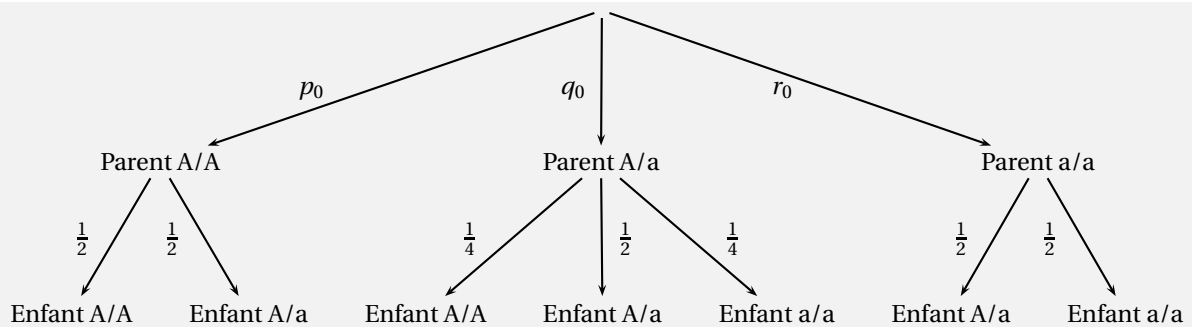 p₀ q₀ r₀
Parent A/A Parent A/a Parent a/a
1/2 1/2 1/4 1/2 1/4 1/2 1/2
Enfant A/A Enfant A/a Enfant A/A Enfant A/a Enfant a/a Enfant A/a Enfant a/a